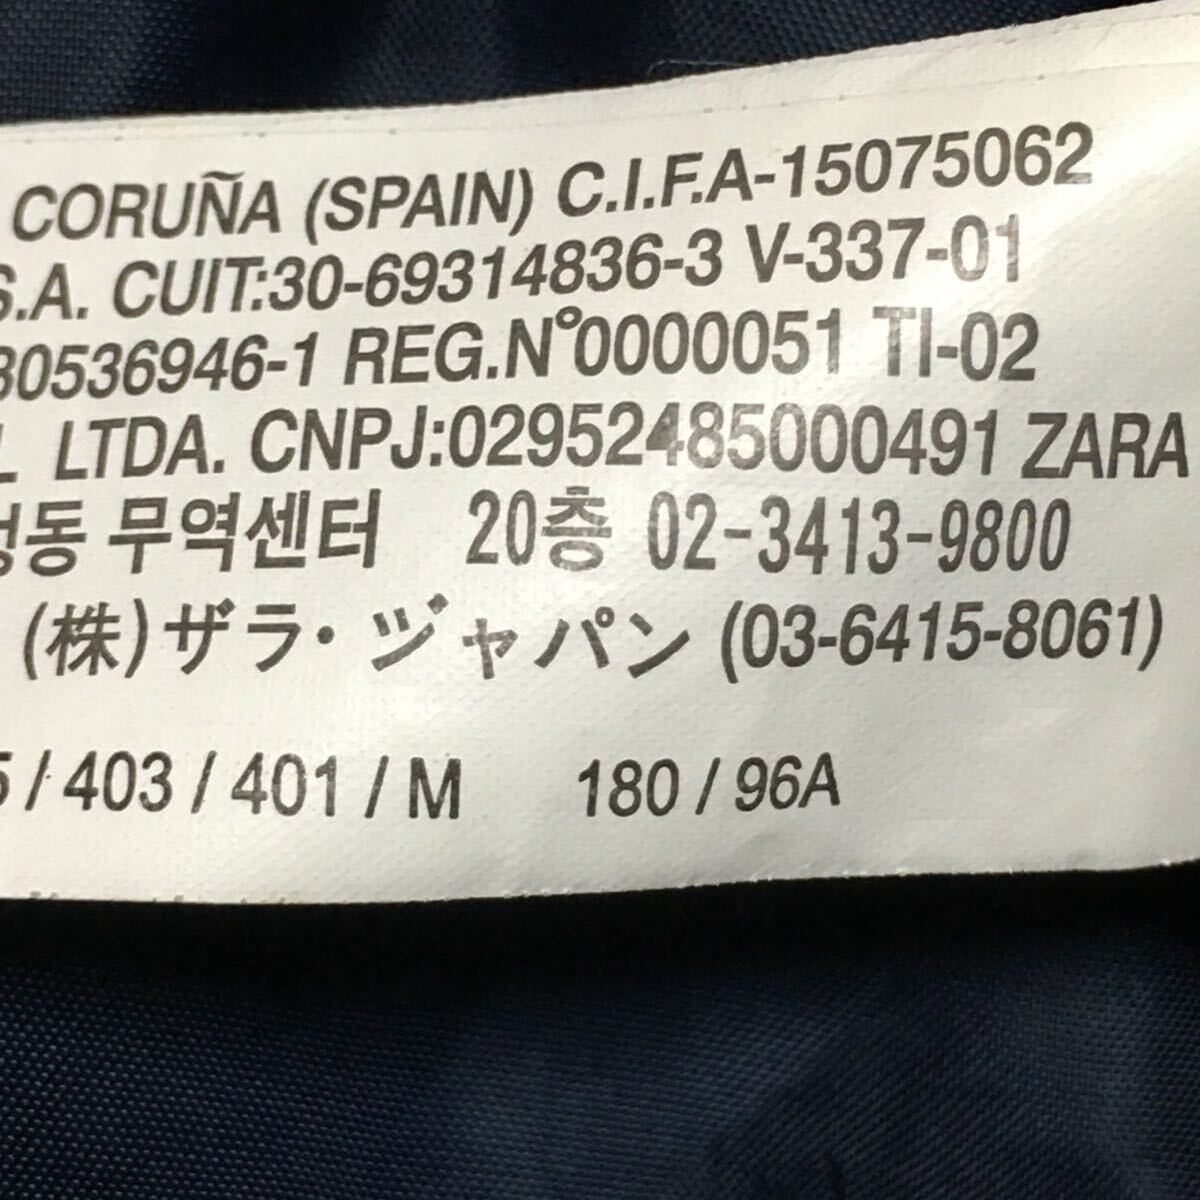 CORUÑA (SPAIN) C.I.F.A-15075062
S.A. CUIT:30-69314836-3 V-337-01
30536946-1 REG.N°0000051 TI-02
L LTDA. CNPJ:02952485000491 ZARA
동 무역센터 20층 02-3413-9800
(株)ザラ・ヅャパン (03-6415-8061)
5 / 403 / 401 / M 180 / 96A